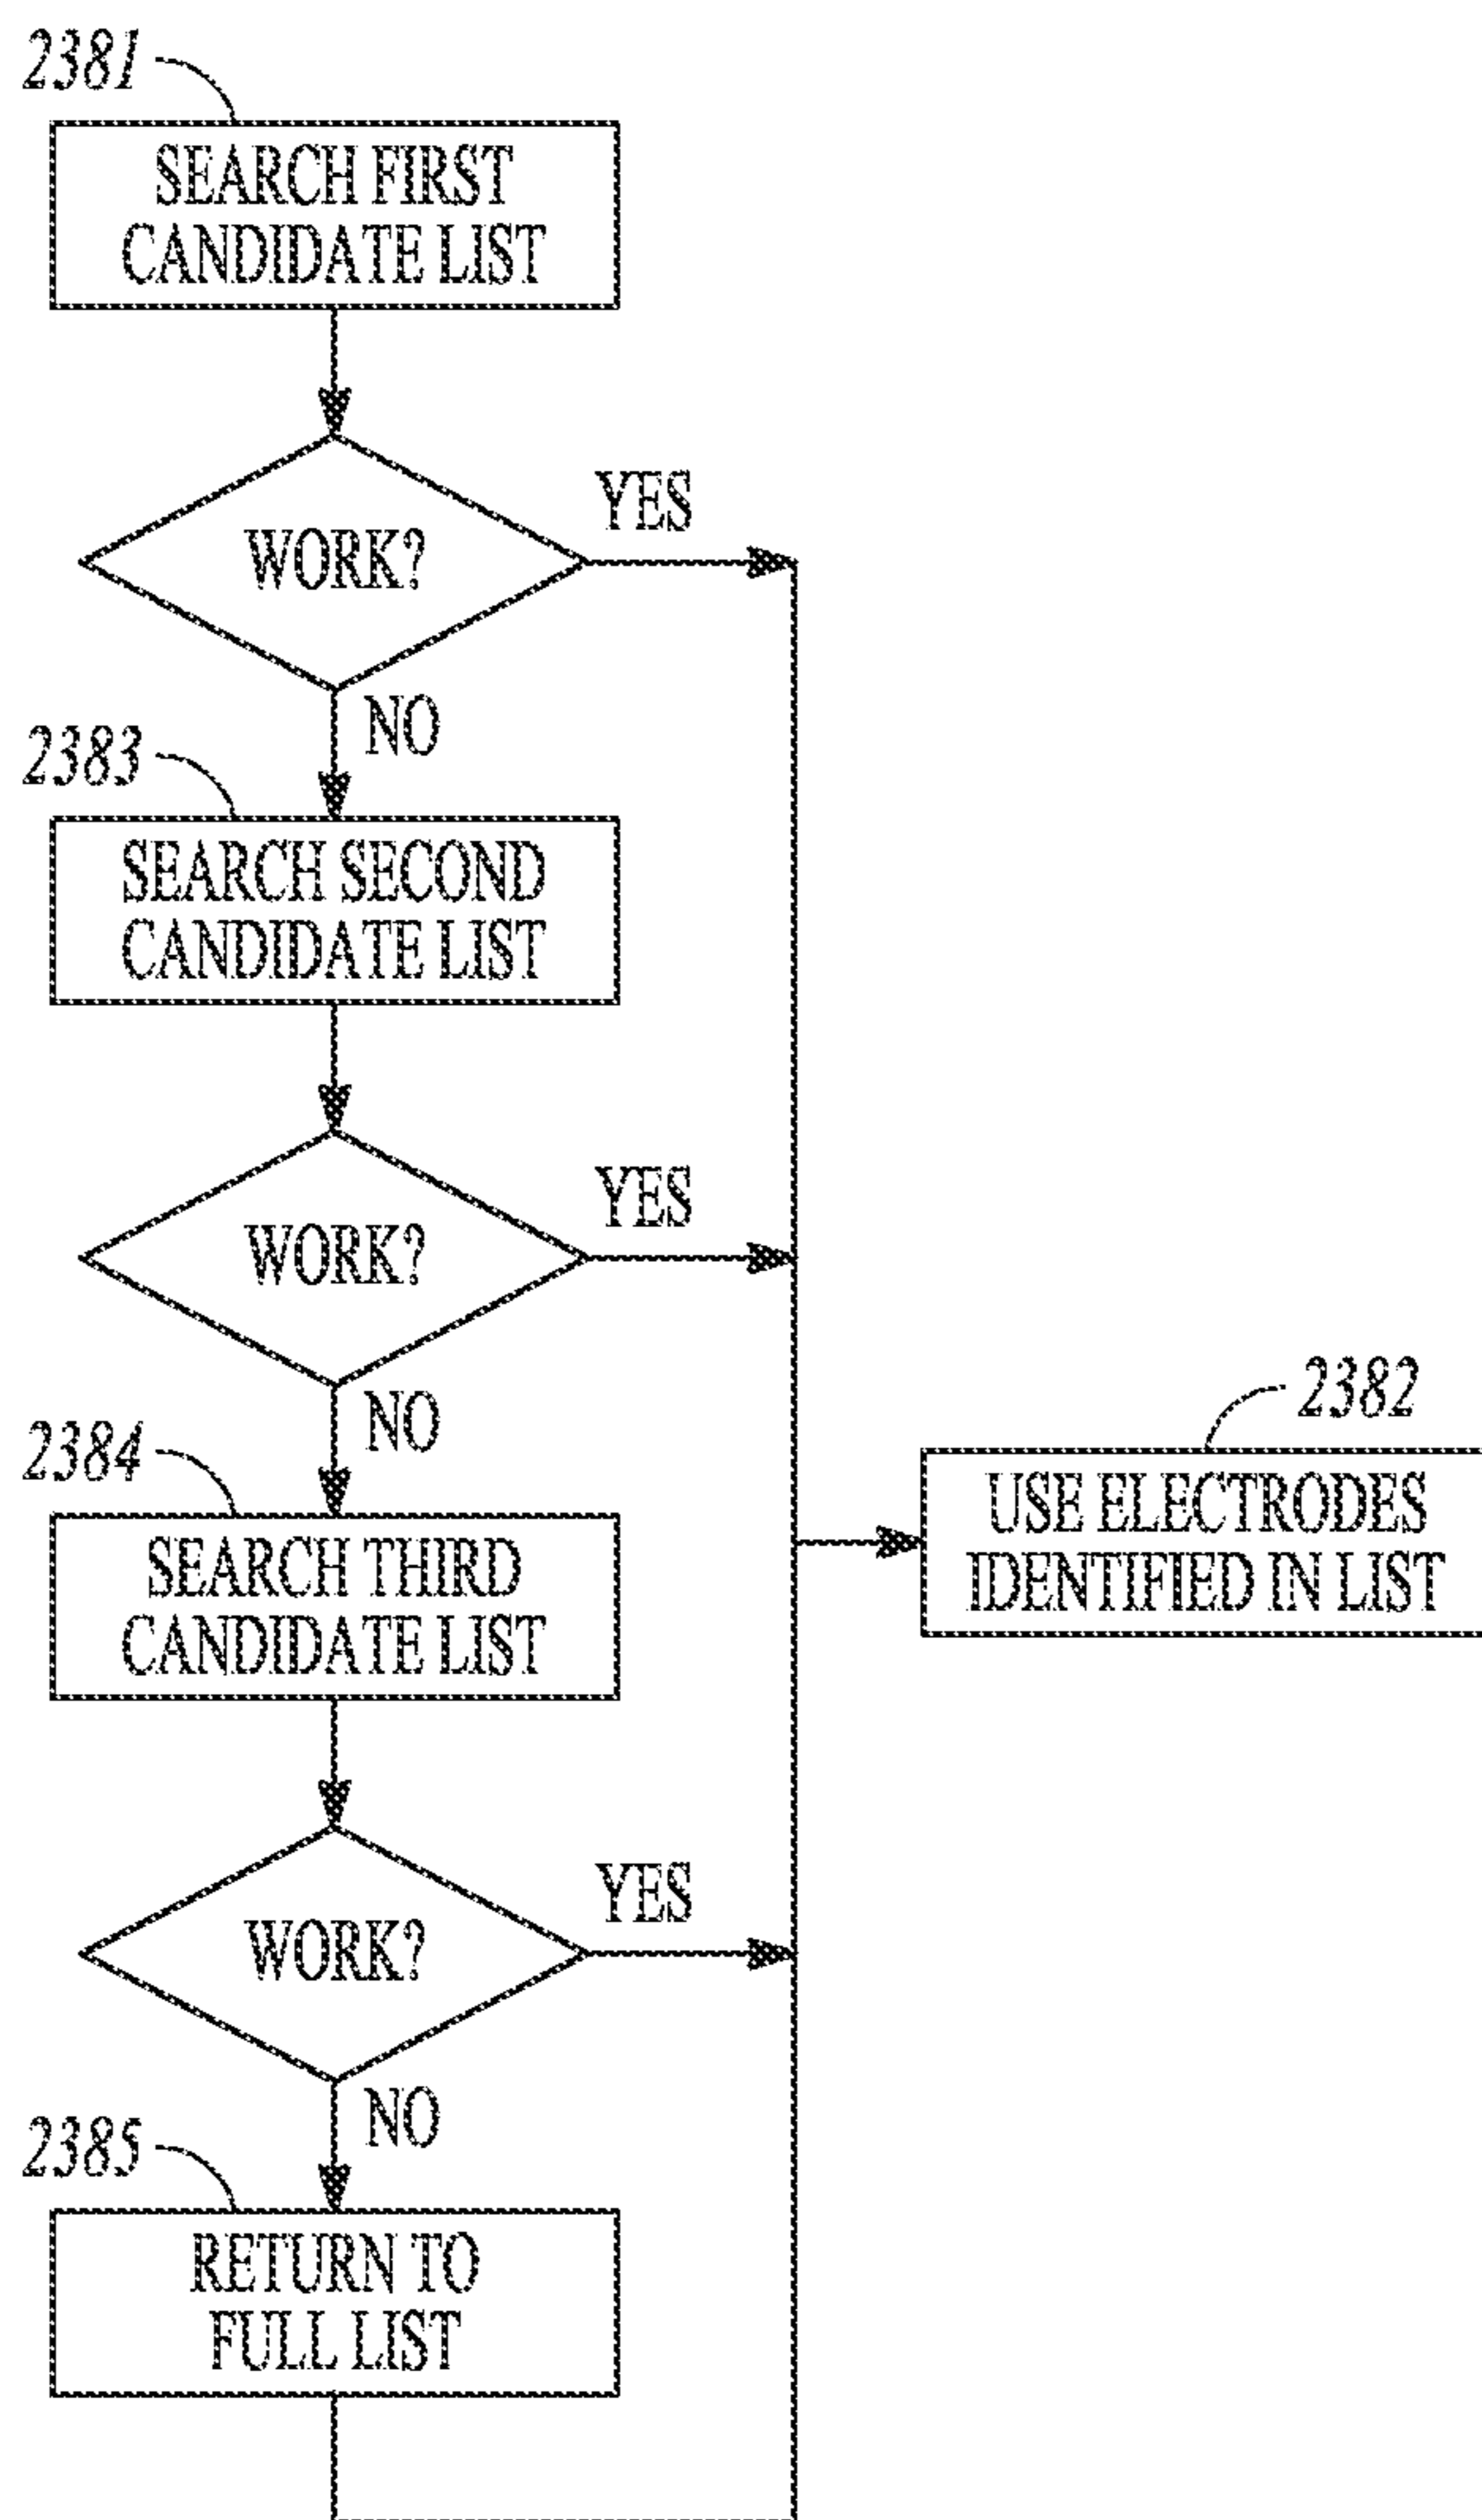 2381
SEARCH FIRST
CANDIDATE LIST
WORK?
YES
NO
2383
SEARCH SECOND
CANDIDATE LIST
WORK?
YES
NO
2382
USE ELECTRODES
IDENTIFIED IN LIST
2384
SEARCH THIRD
CANDIDATE LIST
WORK?
YES
NO
2385
RETURN TO
FULL LIST